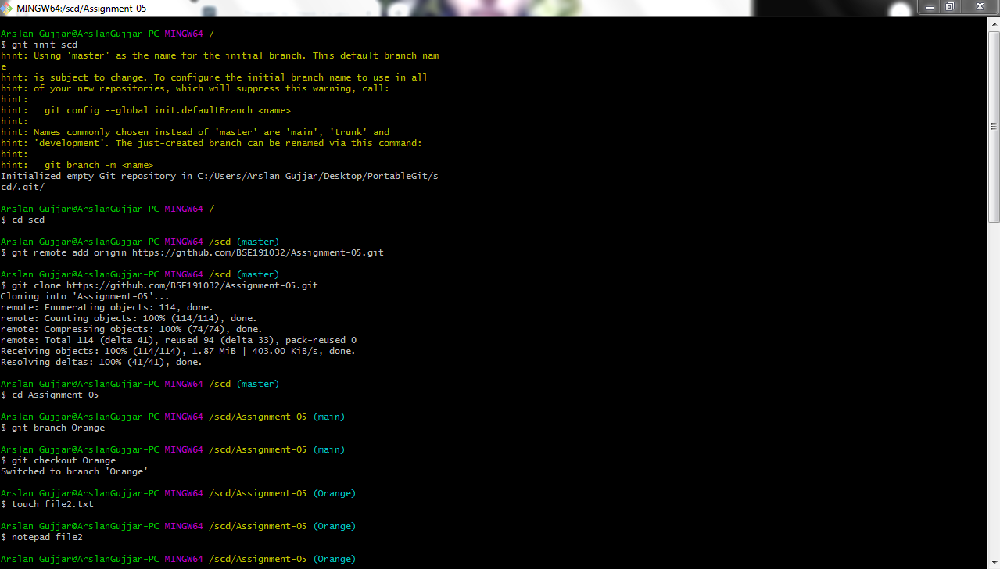 MINGW64:/scd/Assignment-05
Arslan Gujjar@ArslanGujjar-PC MINGW64 /
$ git init scd
hint: Using 'master' as the name for the initial branch. This default branch nam
e
hint: is subject to change. To configure the initial branch name to use in all
hint: of your new repositories, which will suppress this warning, call:
hint:
hint:   git config --global init.defaultBranch <name>
hint:
hint: Names commonly chosen instead of 'master' are 'main', 'trunk' and
hint: 'development'. The just-created branch can be renamed via this command:
hint:
hint:   git branch -m <name>
Initialized empty Git repository in C:/Users/Arslan Gujjar/Desktop/PortableGit/s
cd/.git/
Arslan Gujjar@ArslanGujjar-PC MINGW64 /
$ cd scd
Arslan Gujjar@ArslanGujjar-PC MINGW64 /scd (master)
$ git remote add origin https://github.com/BSE191032/Assignment-05.git
Arslan Gujjar@ArslanGujjar-PC MINGW64 /scd (master)
$ git clone https://github.com/BSE191032/Assignment-05.git
Cloning into 'Assignment-05'...
remote: Enumerating objects: 114, done.
remote: Counting objects: 100% (114/114), done.
remote: Compressing objects: 100% (74/74), done.
remote: Total 114 (delta 41), reused 94 (delta 33), pack-reused 0
Receiving objects: 100% (114/114), 1.87 MiB | 403.00 KiB/s, done.
Resolving deltas: 100% (41/41), done.
Arslan Gujjar@ArslanGujjar-PC MINGW64 /scd (master)
$ cd Assignment-05
Arslan Gujjar@ArslanGujjar-PC MINGW64 /scd/Assignment-05 (main)
$ git branch Orange
Arslan Gujjar@ArslanGujjar-PC MINGW64 /scd/Assignment-05 (main)
$ git checkout Orange
Switched to branch 'Orange'
Arslan Gujjar@ArslanGujjar-PC MINGW64 /scd/Assignment-05 (Orange)
$ touch file2.txt
Arslan Gujjar@ArslanGujjar-PC MINGW64 /scd/Assignment-05 (Orange)
$ notepad file2
Arslan Gujjar@ArslanGujjar-PC MINGW64 /scd/Assignment-05 (Orange)